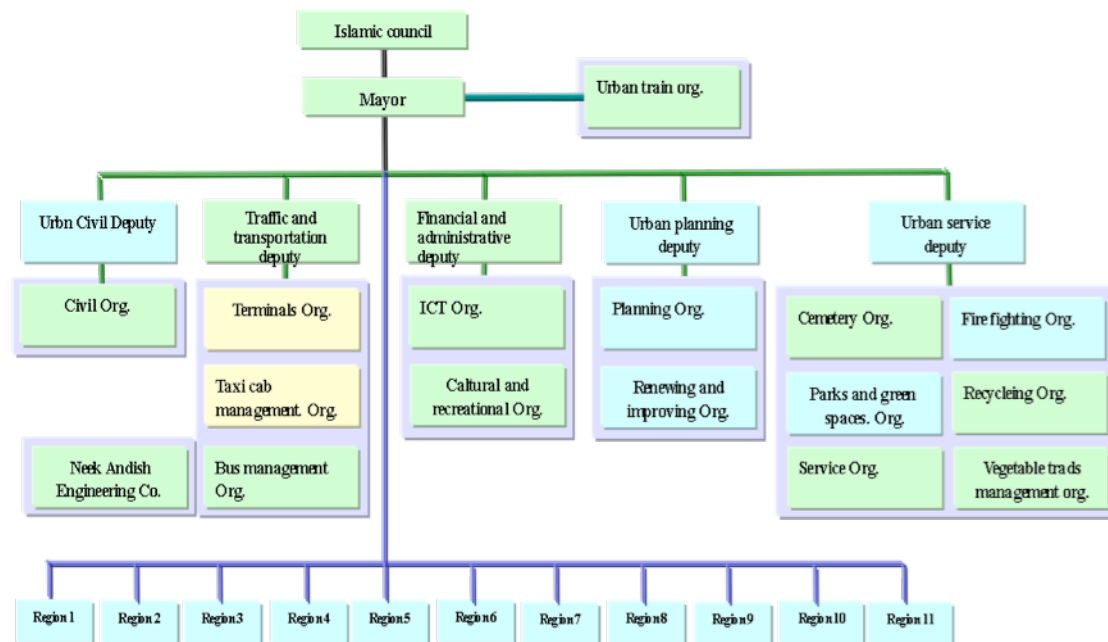 Islamic council
Mayor
Urban train org.
Urbn Civil Deputy
Traffic and
transportation
deputy
Financial and
administrative
deputy
Urban planning
deputy
Urban service
deputy
Civil Org.
Terminals Org.
ICT Org.
Planning Org.
Cemetery Org.
Fire fighting Org.
Taxi cab
management. Org.
Caltural and
recreational Org.
Renewing and
improving Org.
Parks and green
spaces. Org.
Recycleing Org.
Neek Andish
Engineering Co.
Bus management
Org.
Service Org.
Vegetable trads
management org.
Region 1
Region 2
Region 3
Region 4
Region 5
Region 6
Region 7
Region 8
Region 9
Region 10
Region 11